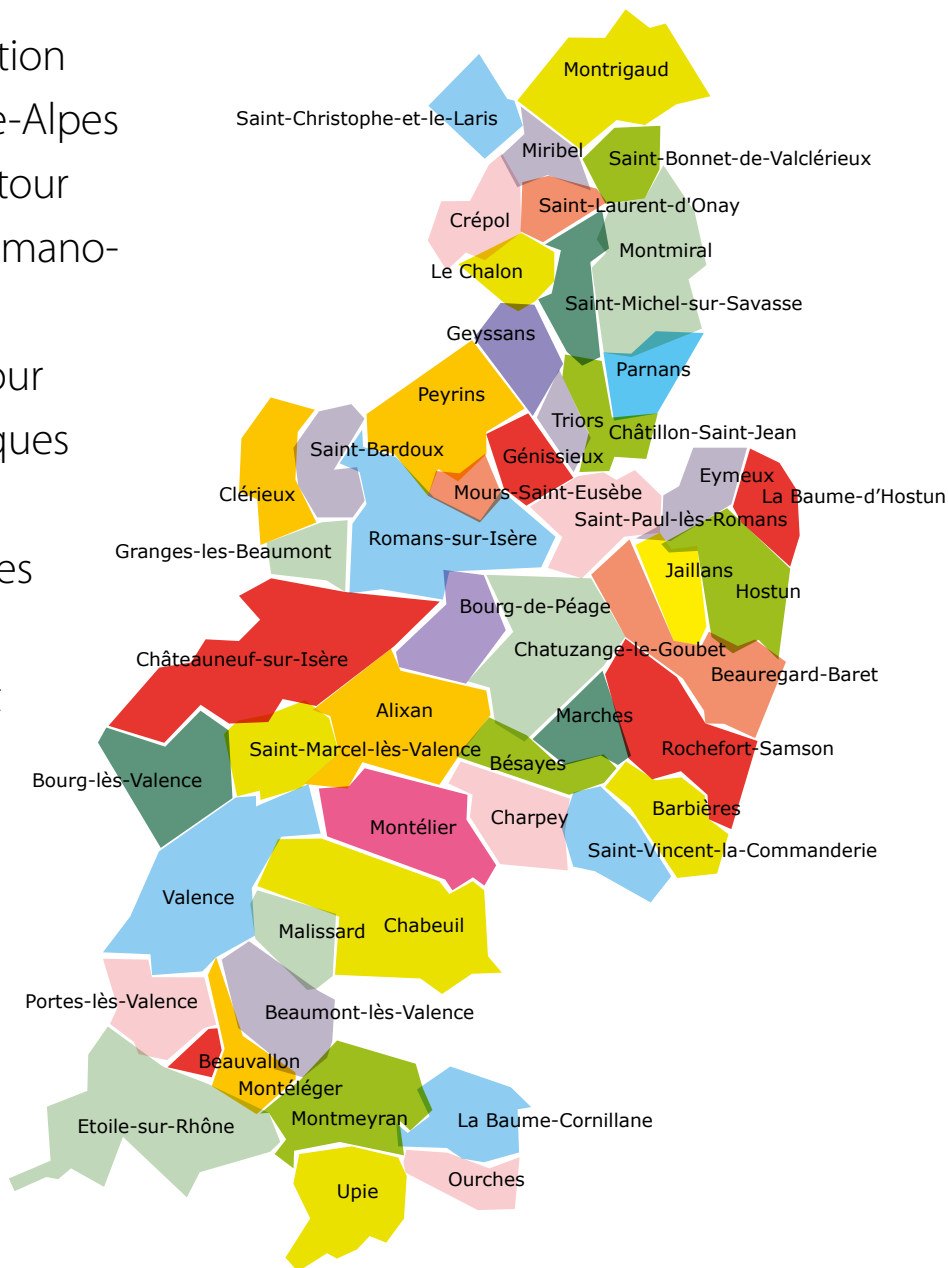 tion
e-Alpes
tour
mano-
our
ques
es
Montrigaud
Saint-Christophe-et-le-Laris
Miribel
Saint-Bonnet-de-Valclérieux
Saint-Laurent-d'Onay
Crépol
Montmiral
Le Chalon
Saint-Michel-sur-Savasse
Geyssans
Parnans
Peyrins
Triors
Châtillon-Saint-Jean
Saint-Bardoux
Génissieux
Eymeux
Clérieux
Mours-Saint-Eusèbe
La Baume-d’Hostun
Saint-Paul-lès-Romans
Romans-sur-Isère
Granges-les-Beaumont
Jaillans
Hostun
Bourg-de-Péage
Chatuzange-le-Goubet
Châteauneuf-sur-Isère
Beauregard-Baret
Alixan
Marches
Saint-Marcel-lès-Valence
Rochefort-Samson
Bésayes
Bourg-lès-Valence
Barbières
Charpey
Montélier
Saint-Vincent-la-Commanderie
Valence
Chabeuil
Malissard
Portes-lès-Valence
Beaumont-lès-Valence
Beauvallon
Montéléger
Montmeyran
La Baume-Cornillane
Etoile-sur-Rhône
Ourches
Upie